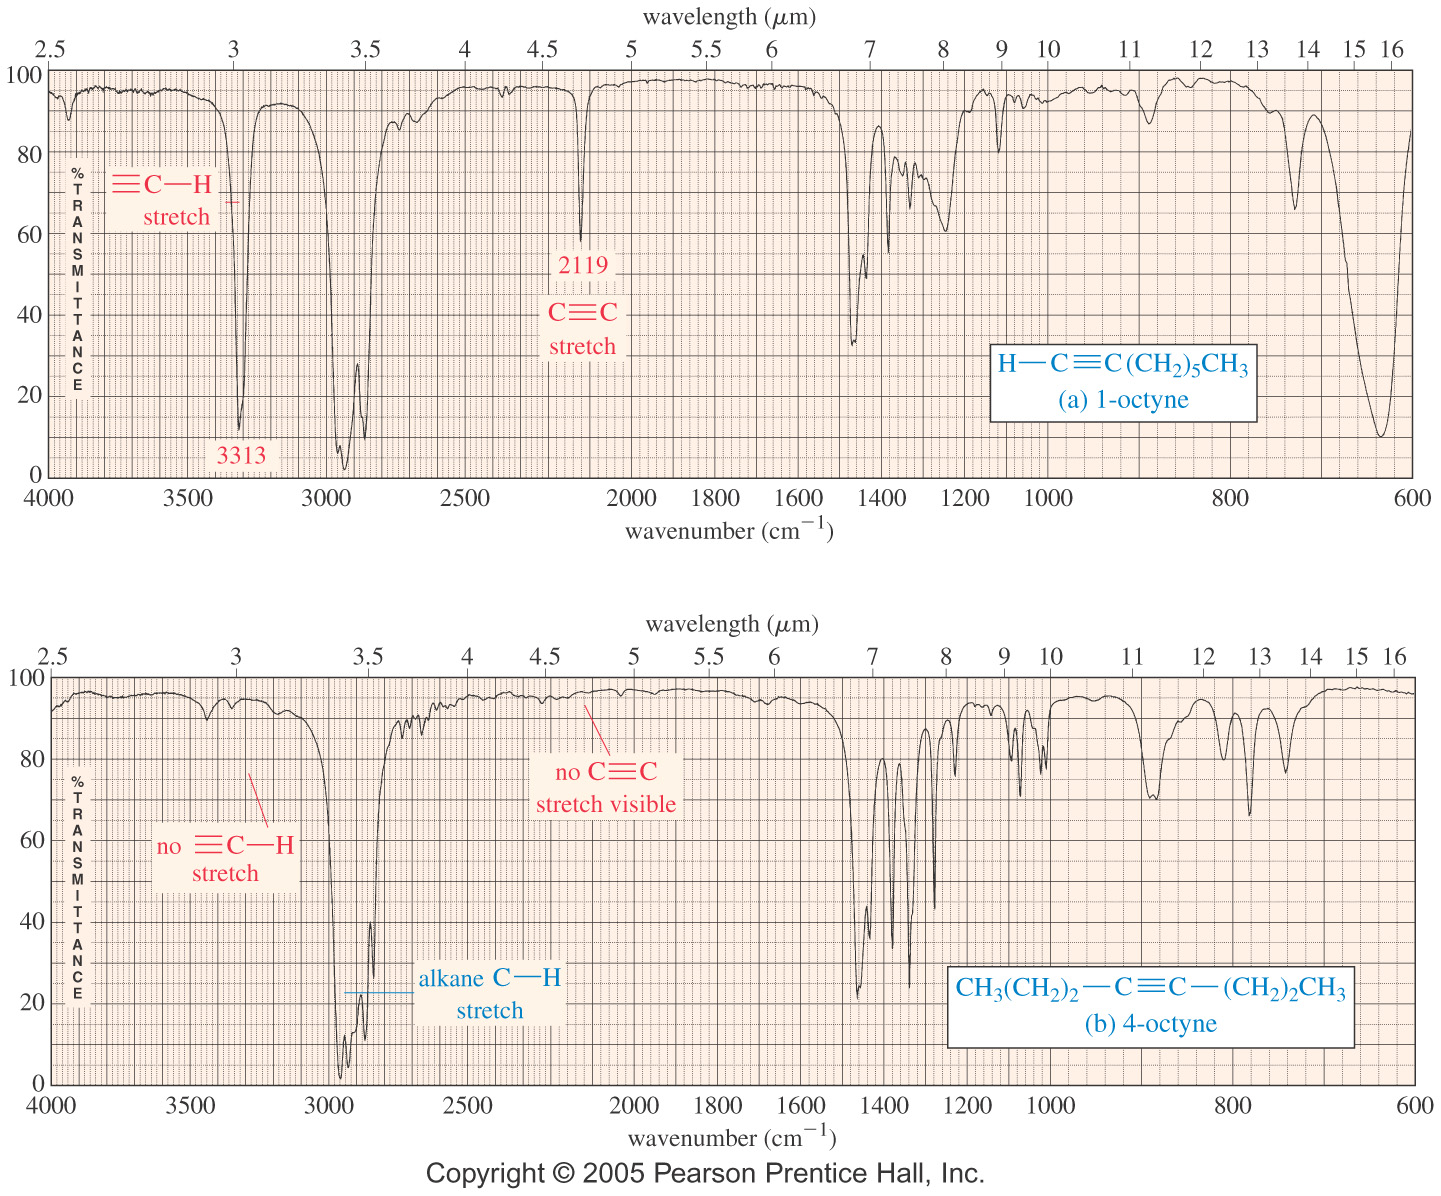 wavelength (μm)
2.5 3 3.5 4 4.5 5 5.5 6 7 8 9 10 11 12 13 14 15 16
100
80
60
40
20
0
%TRANSMITTANCE
≡C—H
stretch
3313
2119
C≡C
stretch
H—C≡C(CH₂)₅CH₃
(a) 1-octyne
4000 3500 3000 2500 2000 1800 1600 1400 1200 1000 800 600
wavenumber (cm⁻¹)
wavelength (μm)
2.5 3 3.5 4 4.5 5 5.5 6 7 8 9 10 11 12 13 14 15 16
100
80
60
40
20
0
%TRANSMITTANCE
no ≡C—H
stretch
no C≡C
stretch visible
alkane C—H
stretch
CH₃(CH₂)₂—C≡C—(CH₂)₂CH₃
(b) 4-octyne
4000 3500 3000 2500 2000 1800 1600 1400 1200 1000 800 600
wavenumber (cm⁻¹)
Copyright © 2005 Pearson Prentice Hall, Inc.